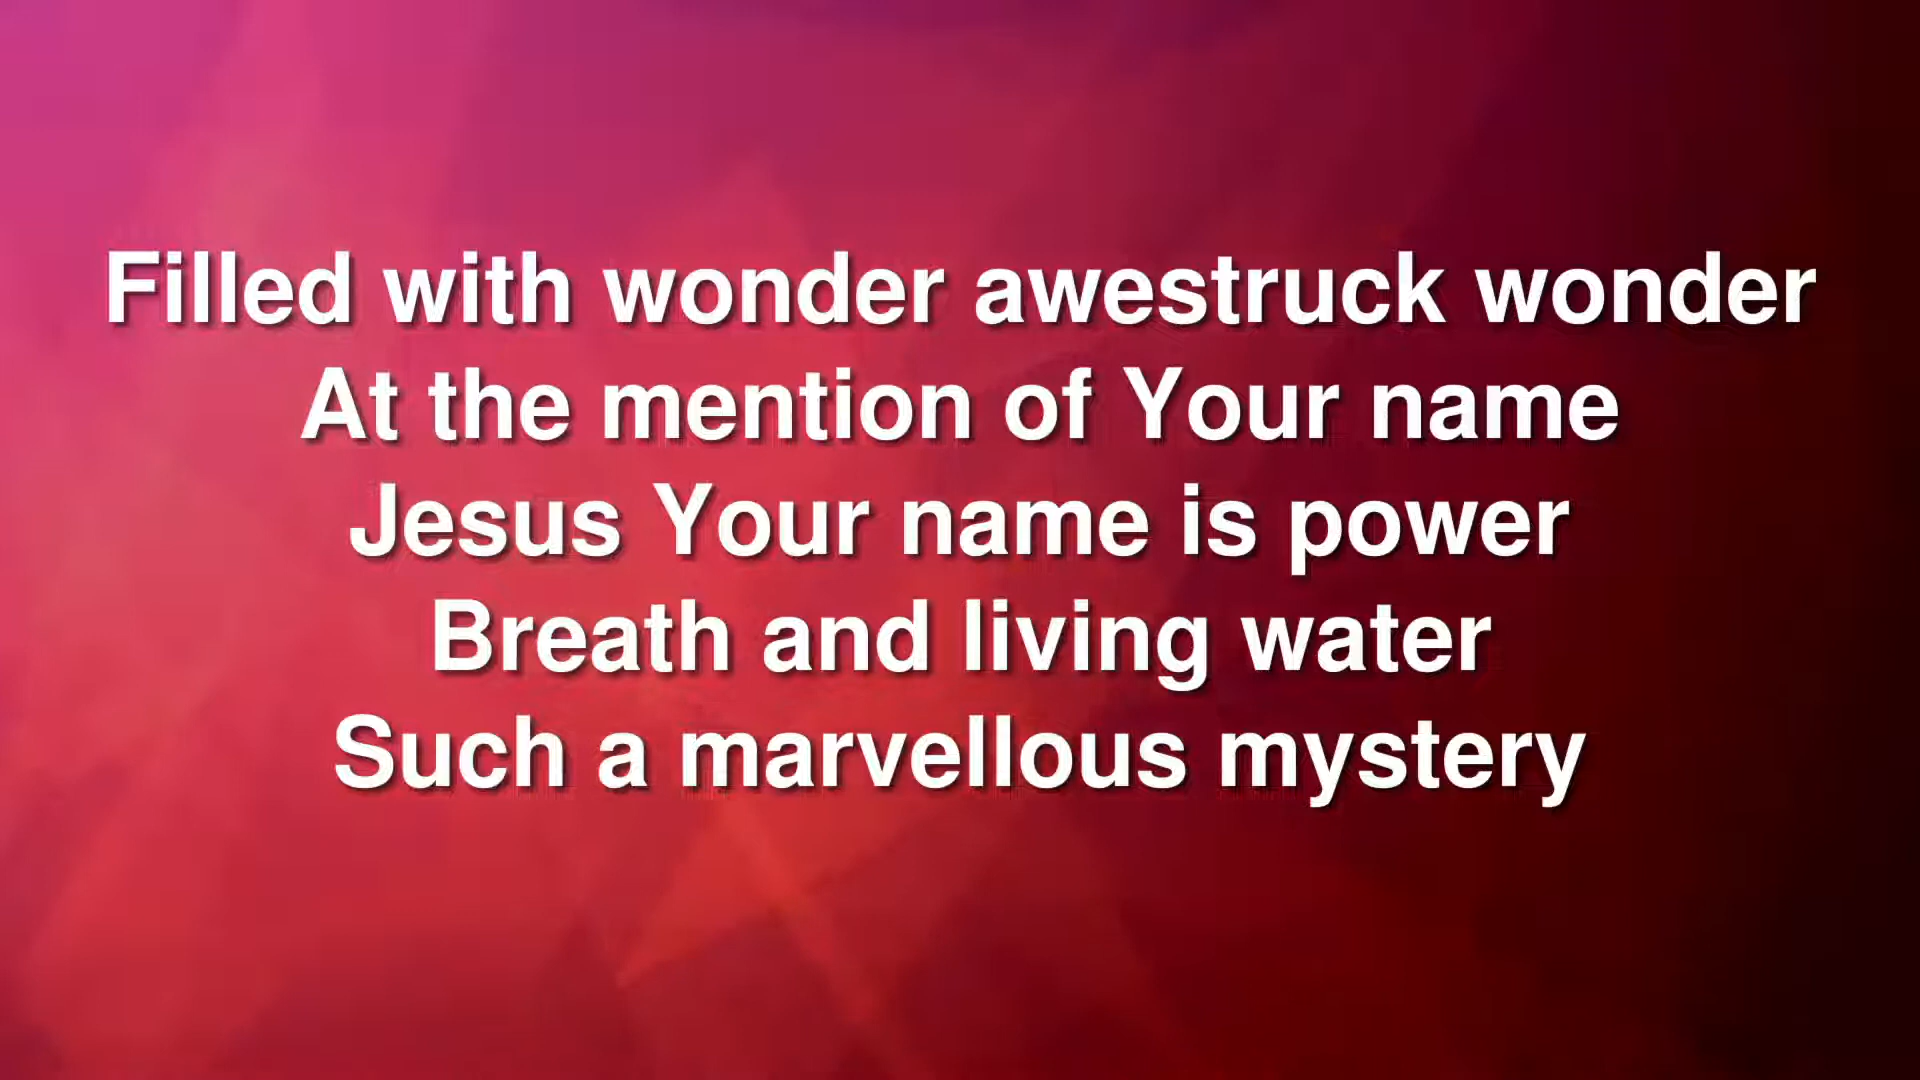 Filled with wonder awestruck wonder
At the mention of Your name
Jesus Your name is power
Breath and living water
Such a marvellous mystery